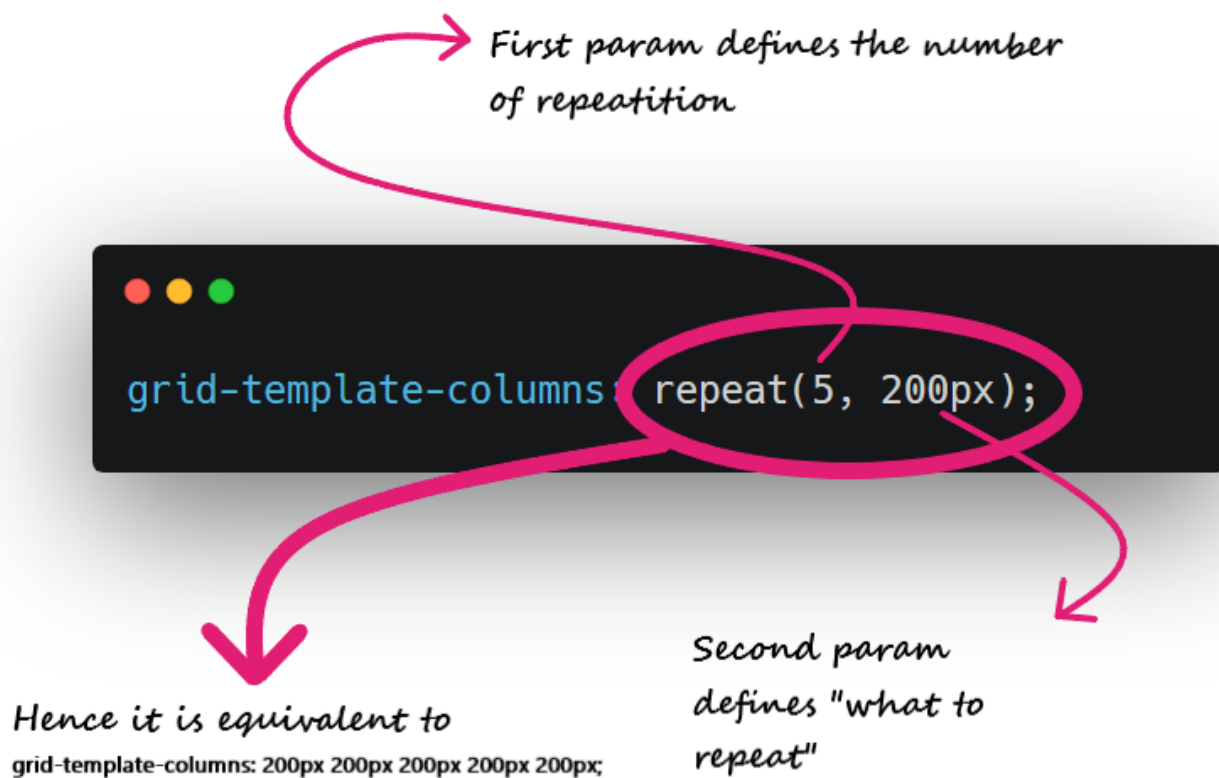 First param defines the number
of repeatition
grid-template-columns: repeat(5, 200px);
Second param
defines "what to
repeat"
Hence it is equivalent to
grid-template-columns: 200px 200px 200px 200px 200px;